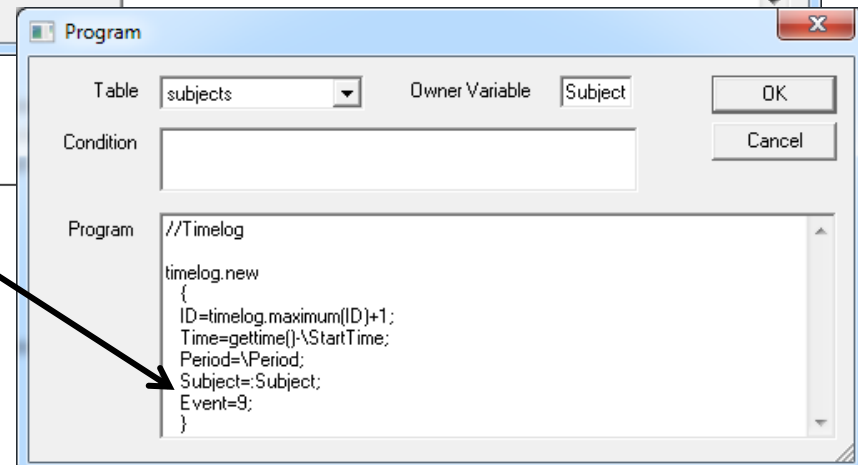 Program
Table subjects Owner Variable Subject OK
Condition Cancel
Program //Timelog
timelog.new
{
ID=timelog.maximum(ID)+1;
Time=gettime()-\StartTime;
Period=\Period;
Subject=:Subject;
Event=9;
}